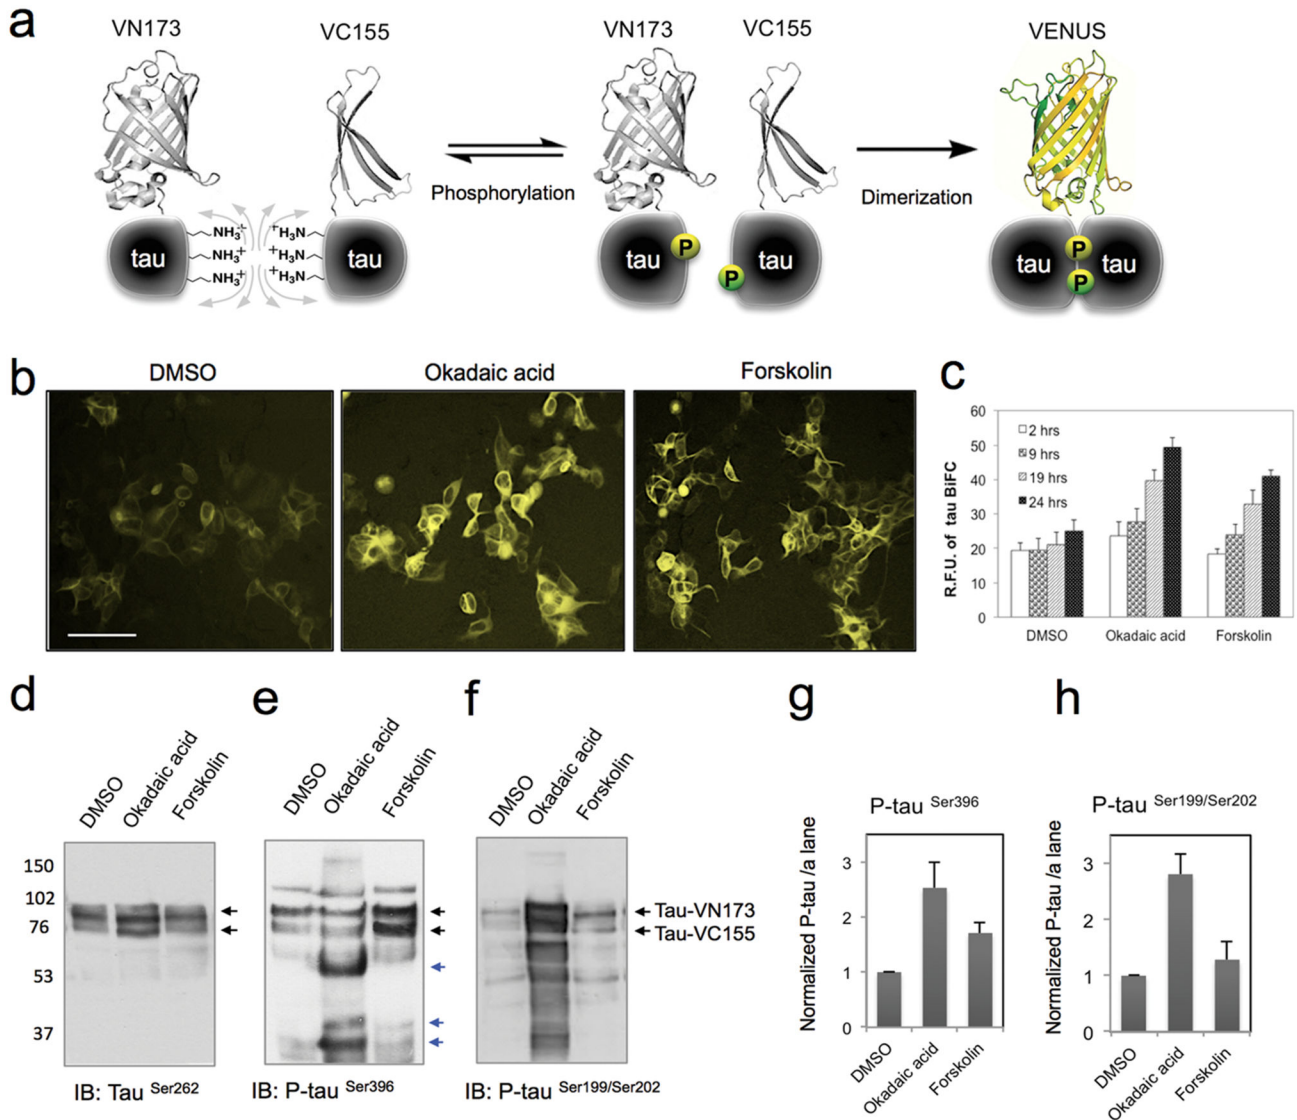 a
VN173
VC155
VN173
VC155
VENUS
NH3+
NH3+
NH3+
+H3N
+H3N
+H3N
tau
tau
Phosphorylation
P
P
tau
tau
Dimerization
P
P
tau
tau
b
DMSO
Okadaic acid
Forskolin
c
R.F.U. of tau BiFC
60
50
40
30
20
10
0
2 hrs
9 hrs
19 hrs
24 hrs
DMSO
Okadaic acid
Forskolin
d
DMSO
Okadaic acid
Forskolin
150
102
76
53
37
IB: Tau Ser262
e
DMSO
Okadaic acid
Forskolin
IB: P-tau Ser396
f
DMSO
Okadaic acid
Forskolin
Tau-VN173
Tau-VC155
IB: P-tau Ser199/Ser202
g
P-tau Ser396
Normalized P-tau /a lane
3
2
1
0
DMSO
Okadaic acid
Forskolin
h
P-tau Ser199/Ser202
Normalized P-tau /a lane
3
2
1
0
DMSO
Okadaic acid
Forskolin